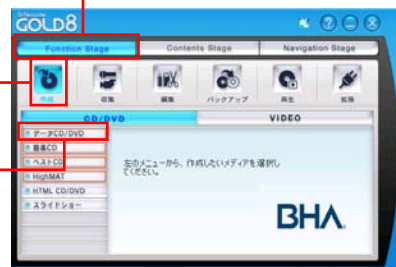 GOLD8
Function Stage
Contents Stage
Navigation Stage
作成
収集
編集
バックアップ
再生
拡張
CD/DVD
VIDEO
データCD/DVD
音楽CD
ベストCD
HighMAT
HTML CD/DVD
スライドショー
左のメニューから、作成したいメディアを選択し
てください。
BHA.